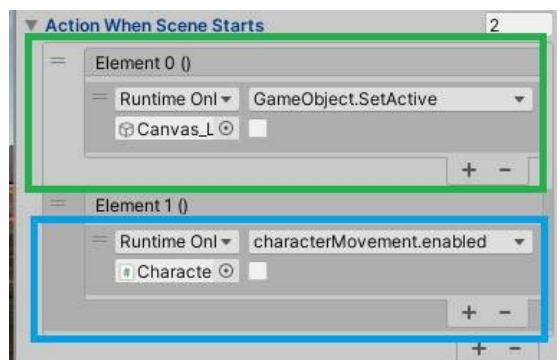 Action When Scene Starts 2
Element 0 ()
Runtime Onl GameObject.SetActive
Canvas_L
+ -
Element 1 ()
Runtime Onl characterMovement.enabled
Characte
+ -
+ -